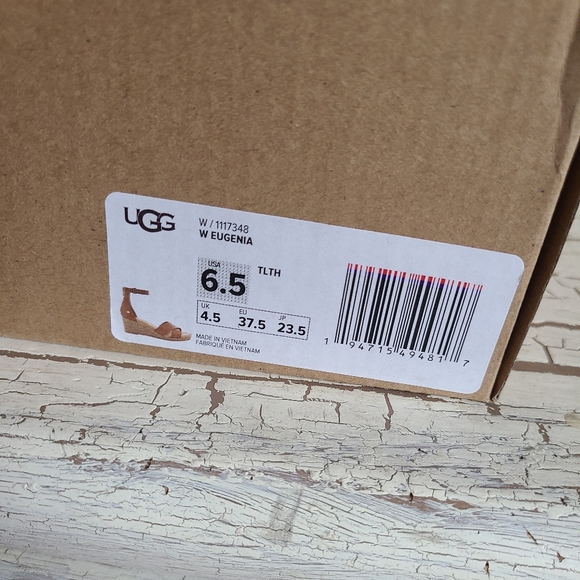 UGG
W / 1117348
W EUGENIA
USA
6.5
TLTH
UK EU JP
4.5 37.5 23.5
MADE IN VIETNAM
FABRIQUÉ EN VIETNAM
1 94715 49481 7